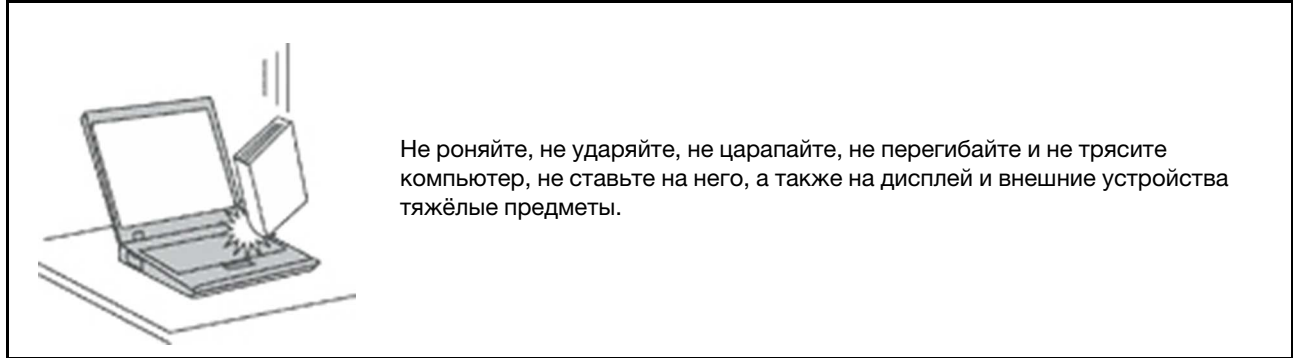 Не роняйте, не ударяйте, не царапайте, не перегибайте и не трясите
компьютер, не ставьте на него, а также на дисплей и внешние устройства
тяжёлые предметы.